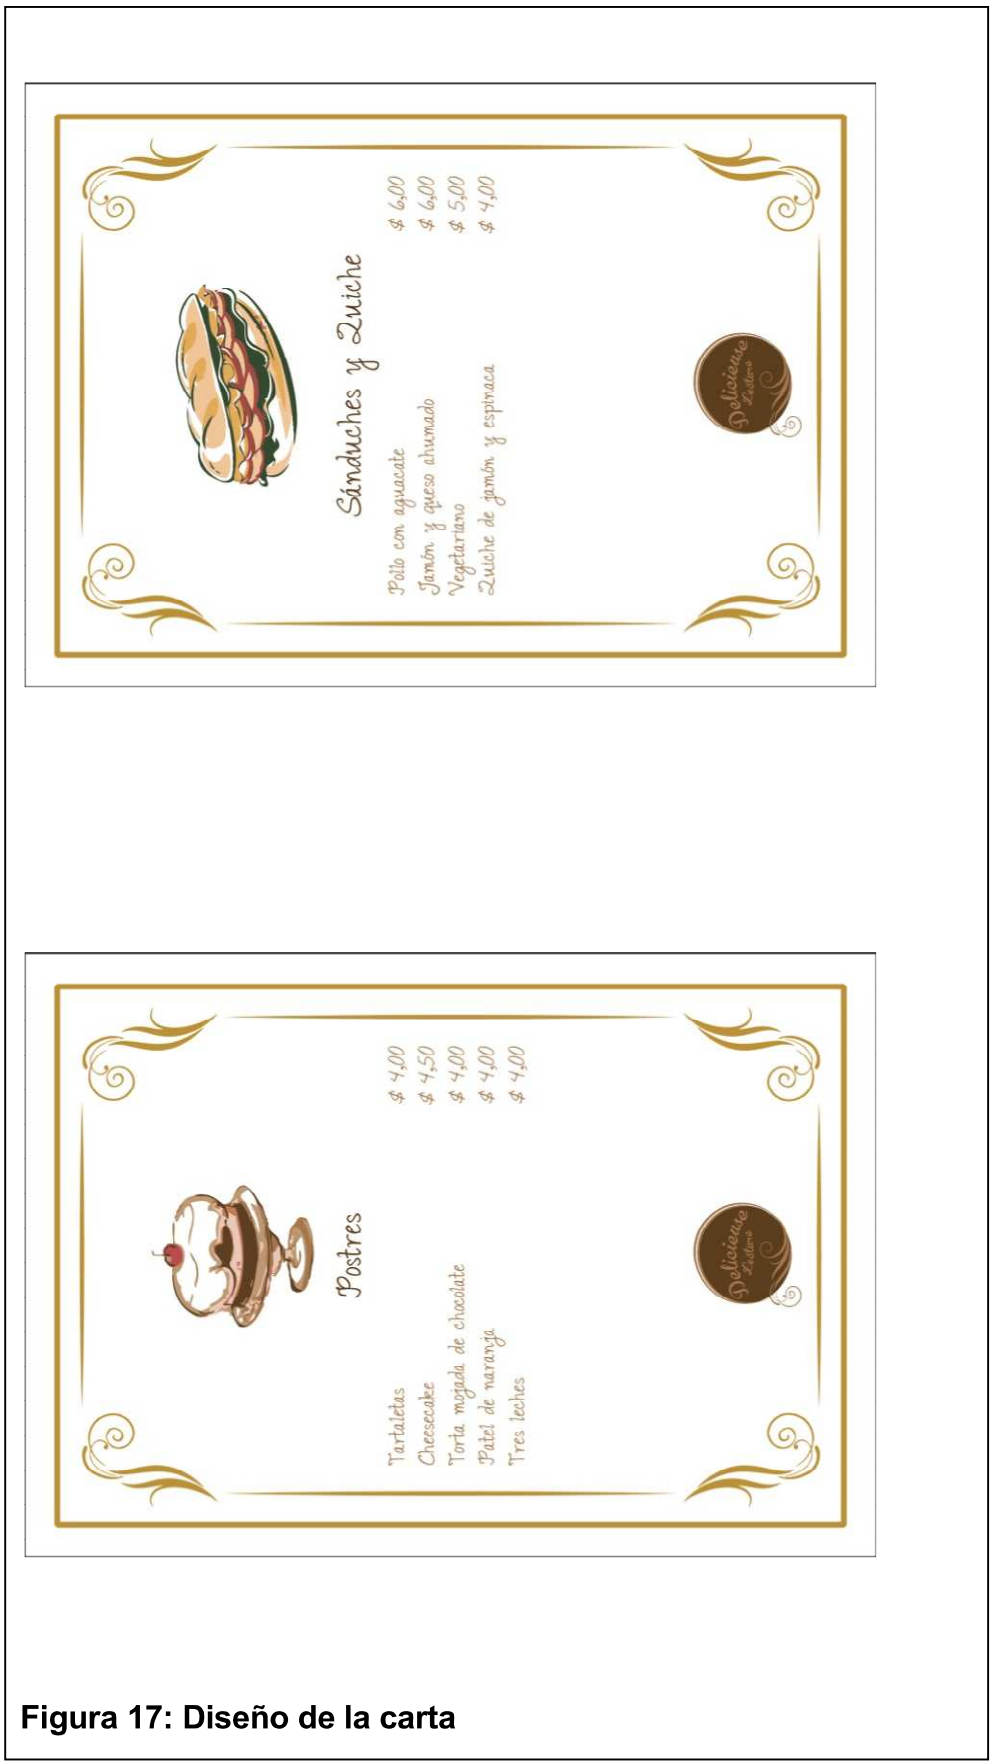 Sánduches y Quiche
Pollo con aguacate $ 6,00
Jamón y queso ahumado $ 6,00
Vegetariano $ 5,00
Quiche de jamón y espinaca $ 4,00
Delicieuse
Postres
Tartaletas $ 4,00
Cheesecake $ 4,50
Torta mojada de chocolate $ 4,00
Patel de naranja $ 4,00
Tres leches $ 4,00
Delicieuse
Figura 17: Diseño de la carta